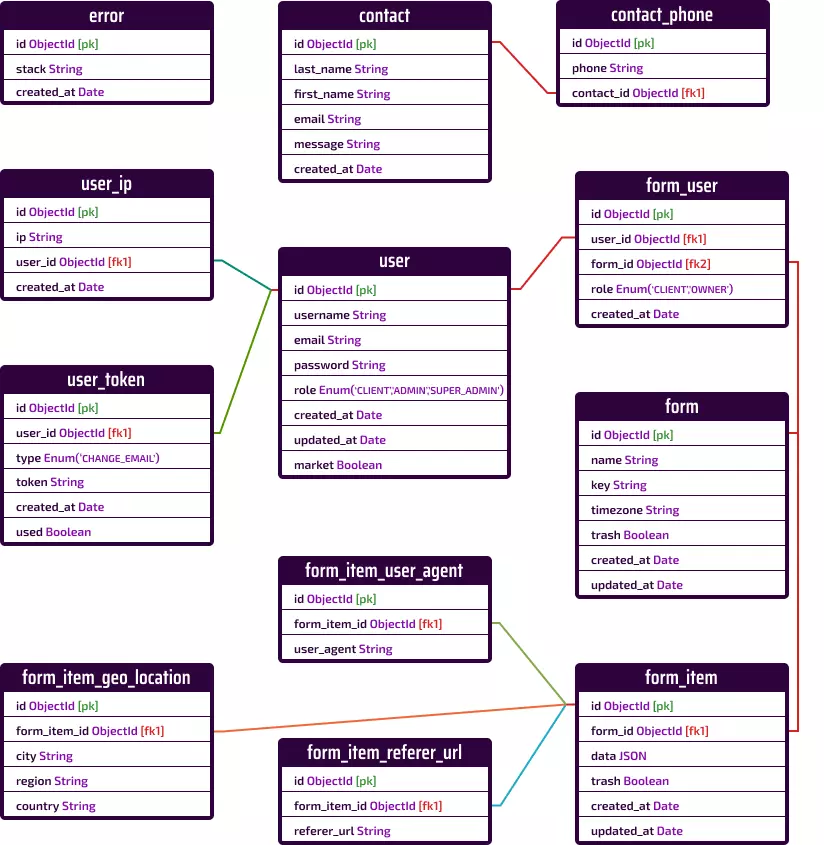 error
id ObjectId [pk]
stack String
created_at Date
contact
id ObjectId [pk]
last_name String
first_name String
email String
message String
created_at Date
contact_phone
id ObjectId [pk]
phone String
contact_id ObjectId [fk1]
user_ip
id ObjectId [pk]
ip String
user_id ObjectId [fk1]
created_at Date
user
id ObjectId [pk]
username String
email String
password String
role Enum('CLIENT','ADMIN','SUPER_ADMIN')
created_at Date
updated_at Date
market Boolean
form_user
id ObjectId [pk]
user_id ObjectId [fk1]
form_id ObjectId [fk2]
role Enum('CLIENT','OWNER')
created_at Date
user_token
id ObjectId [pk]
user_id ObjectId [fk1]
type Enum('CHANGE_EMAIL')
token String
created_at Date
used Boolean
form
id ObjectId [pk]
name String
key String
timezone String
trash Boolean
created_at Date
updated_at Date
form_item_user_agent
id ObjectId [pk]
form_item_id ObjectId [fk1]
user_agent String
form_item_geo_location
id ObjectId [pk]
form_item_id ObjectId [fk1]
city String
region String
country String
form_item_referer_url
id ObjectId [pk]
form_item_id ObjectId [fk1]
referer_url String
form_item
id ObjectId [pk]
form_id ObjectId [fk1]
data JSON
trash Boolean
created_at Date
updated_at Date